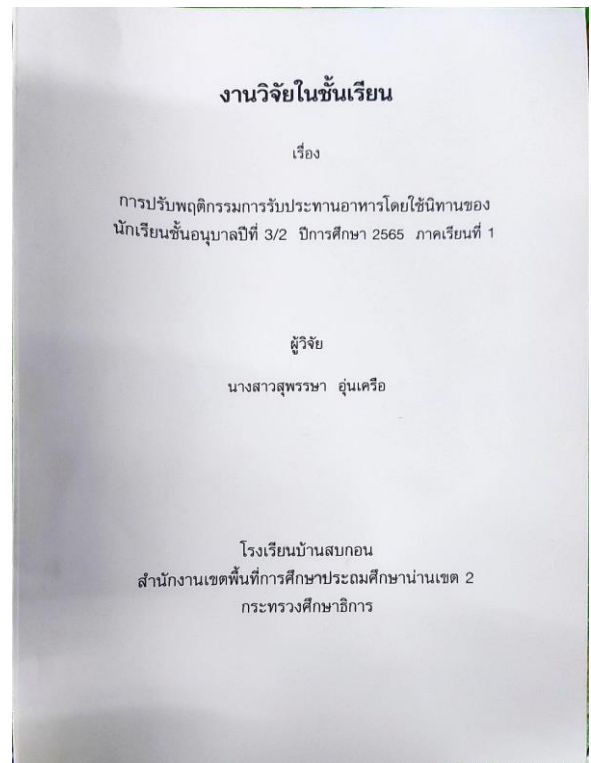 งานวิจัยในชั้นเรียน
เรื่อง
การปรับพฤติกรรมการรับประทานอาหารโดยใช้นิทานของ
นักเรียนชั้นอนุบาลปีที่ 3/2 ปีการศึกษา 2565 ภาคเรียนที่ 1
ผู้วิจัย
นางสาวสุพรรษา อุ่นเครือ
โรงเรียนบ้านสบกอน
สำนักงานเขตพื้นที่การศึกษาประถมศึกษาน่านเขต 2
กระทรวงศึกษาธิการ